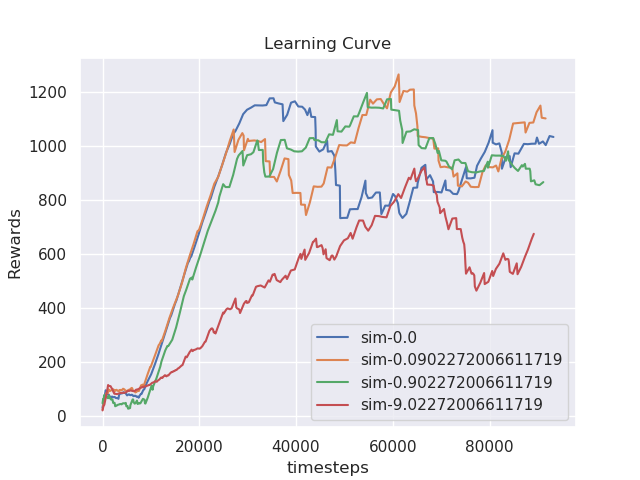 Learning Curve
Rewards
1200
1000
800
600
400
200
0
sim-0.0
sim-0.0902272006611719
sim-0.902272006611719
sim-9.02272006611719
0
20000
40000
60000
80000
timesteps